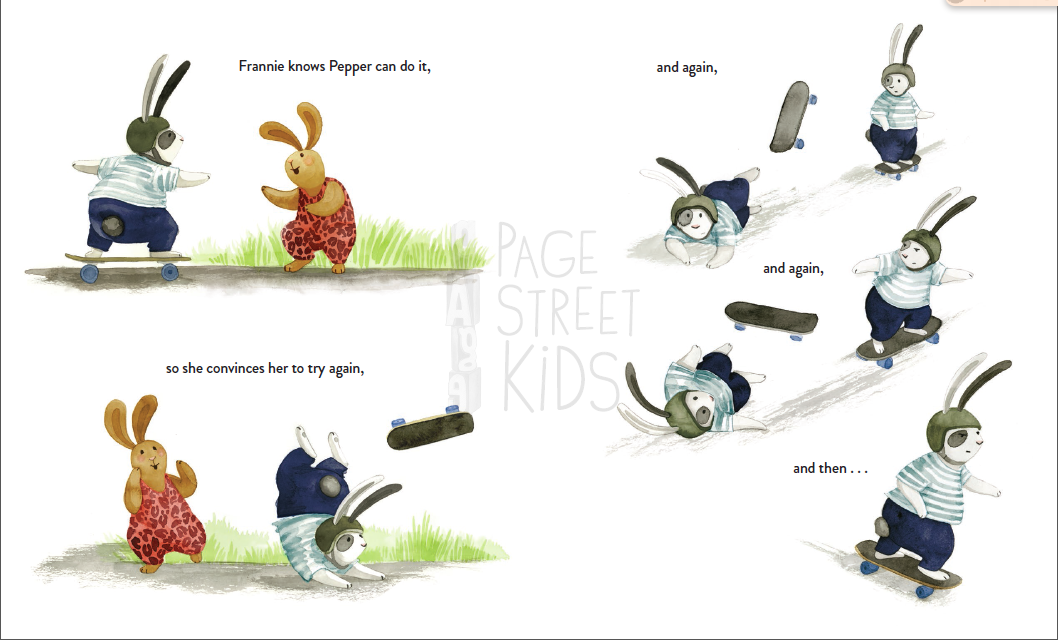 Frannie knows Pepper can do it,
so she convinces her to try again,
and again,
and again,
and then . . .
PAGE
STREET
KiDS